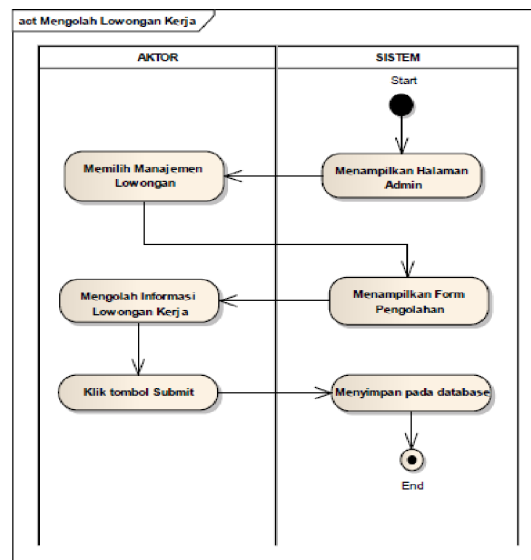 act Mengolah Lowongan Kerja
AKTOR
SISTEM
Start
Memilih Manajemen
Lowongan
Menampilkan Halaman
Admin
Mengolah Informasi
Lowongan Kerja
Menampilkan Form
Pengolahan
Klik tombol Submit
Menyimpan pada database
End